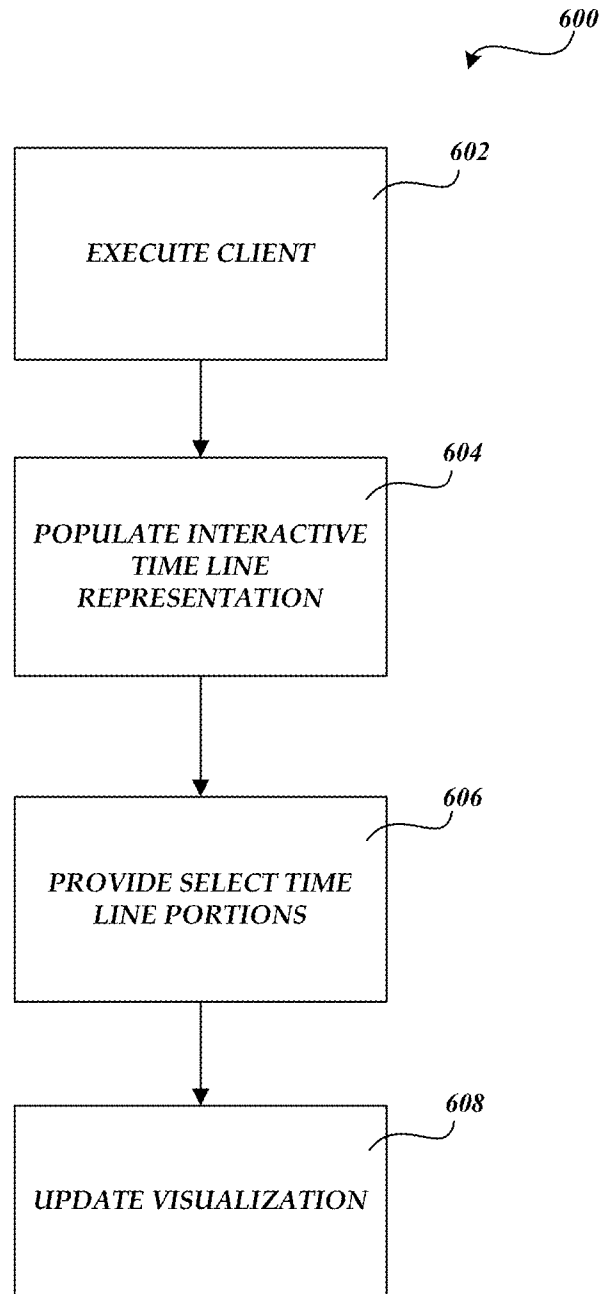 600
602
EXECUTE CLIENT
604
POPULATE INTERACTIVE
TIME LINE
REPRESENTATION
606
PROVIDE SELECT TIME
LINE PORTIONS
608
UPDATE VISUALIZATION